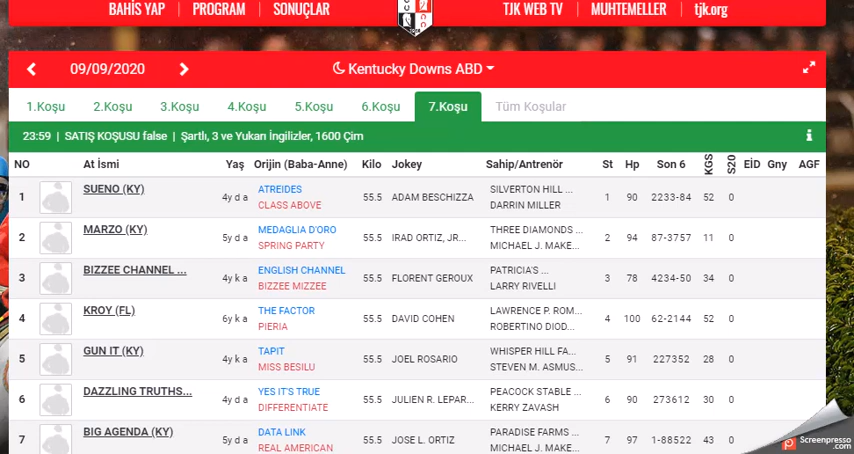 BAHİS YAP PROGRAM SONUÇLAR TJK WEB TV MUHTEMELLER tjk.org
09/09/2020 Kentucky Downs ABD
1.Koşu 2.Koşu 3.Koşu 4.Koşu 5.Koşu 6.Koşu 7.Koşu Tüm Koşular
23:59 | SATIŞ KOŞUSU false | Şartlı, 3 ve Yukarı İngilizler, 1600 Çim
NO At İsmi Yaş Orijin (Baba-Anne) Kilo Jokey Sahip/Antrenör St Hp Son 6 KGS S20 EİD Gny AGF
1 SUENO (KY) 4y d a ATREIDES 55.5 ADAM BESCHIZZA SILVERTON HILL ... 1 90 2233-84 52 0
CLASS ABOVE DARRIN MILLER
2 MARZO (KY) 5y d a MEDAGLIA D'ORO 55.5 IRAD ORTIZ, JR... THREE DIAMONDS ... 2 94 87-3757 11 0
SPRING PARTY MICHAEL J. MAKE...
3 BIZZEE CHANNEL ... 4y k a ENGLISH CHANNEL 55.5 FLORENT GEROUX PATRICIA'S ... 3 78 4234-50 34 0
BIZZEE MIZZEE LARRY RIVELLI
4 KROY (FL) 6y k a THE FACTOR 55.5 DAVID COHEN LAWRENCE P. ROM... 4 100 62-2144 52 0
PIERIA ROBERTINO DIOD...
5 GUN IT (KY) 4y k a TAPIT 55.5 JOEL ROSARIO WHISPER HILL FA... 5 91 227352 28 0
MISS BESILU STEVEN M. ASMUS...
6 DAZZLING TRUTHS... 4y d a YES IT'S TRUE 55.5 JULIEN R. LEPAR... PEACOCK STABLE ... 6 90 273612 30 0
DIFFERENTIATE KERRY ZAVASH
7 BIG AGENDA (KY) 5y d a DATA LINK 55.5 JOSE L. ORTIZ PARADISE FARMS ... 7 97 1-88522 43 0
REAL AMERICAN MICHAEL J. MAKE...
Screenpresso
.com